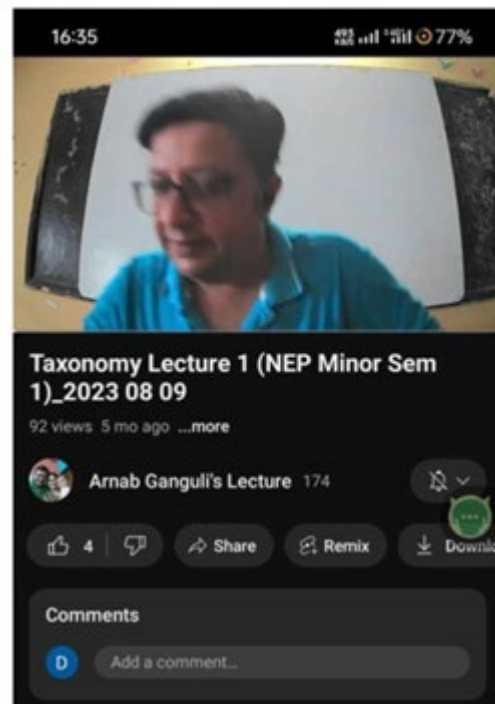 16:35
77%
Taxonomy Lecture 1 (NEP Minor Sem
1)_2023 08 09
92 views 5 mo ago ...more
Arnab Ganguli's Lecture 174
4 Share Remix
Comments
D Add a comment...